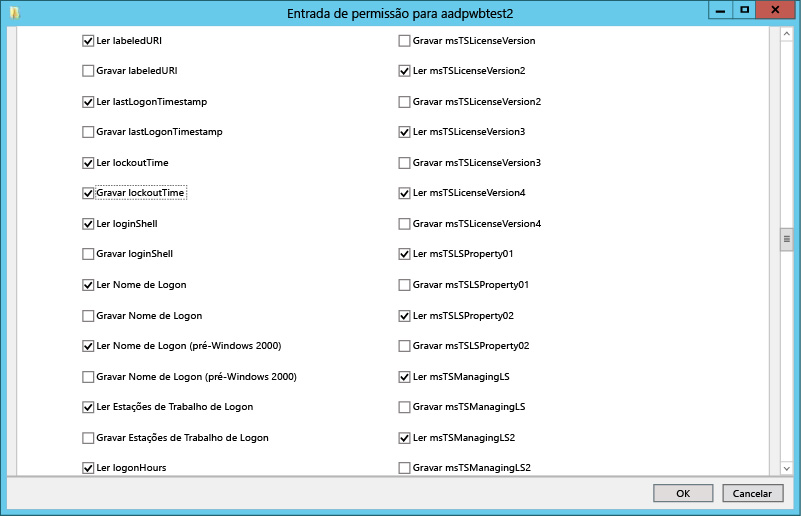 Entrada de permissão para aadpwbtest2
Ler labeledURI
Gravar labeledURI
Ler lastLogonTimestamp
Gravar lastLogonTimestamp
Ler lockoutTime
Gravar lockoutTime
Ler loginShell
Gravar loginShell
Ler Nome de Logon
Gravar Nome de Logon
Ler Nome de Logon (pré-Windows 2000)
Gravar Nome de Logon (pré-Windows 2000)
Ler Estações de Trabalho de Logon
Gravar Estações de Trabalho de Logon
Ler logonHours
Gravar msTSLicenseVersion
Ler msTSLicenseVersion2
Gravar msTSLicenseVersion2
Ler msTSLicenseVersion3
Gravar msTSLicenseVersion3
Ler msTSLicenseVersion4
Gravar msTSLicenseVersion4
Ler msTSLSProperty01
Gravar msTSLSProperty01
Ler msTSLSProperty02
Gravar msTSLSProperty02
Ler msTSManagingLS
Gravar msTSManagingLS
Ler msTSManagingLS2
Gravar msTSManagingLS2
OK
Cancelar